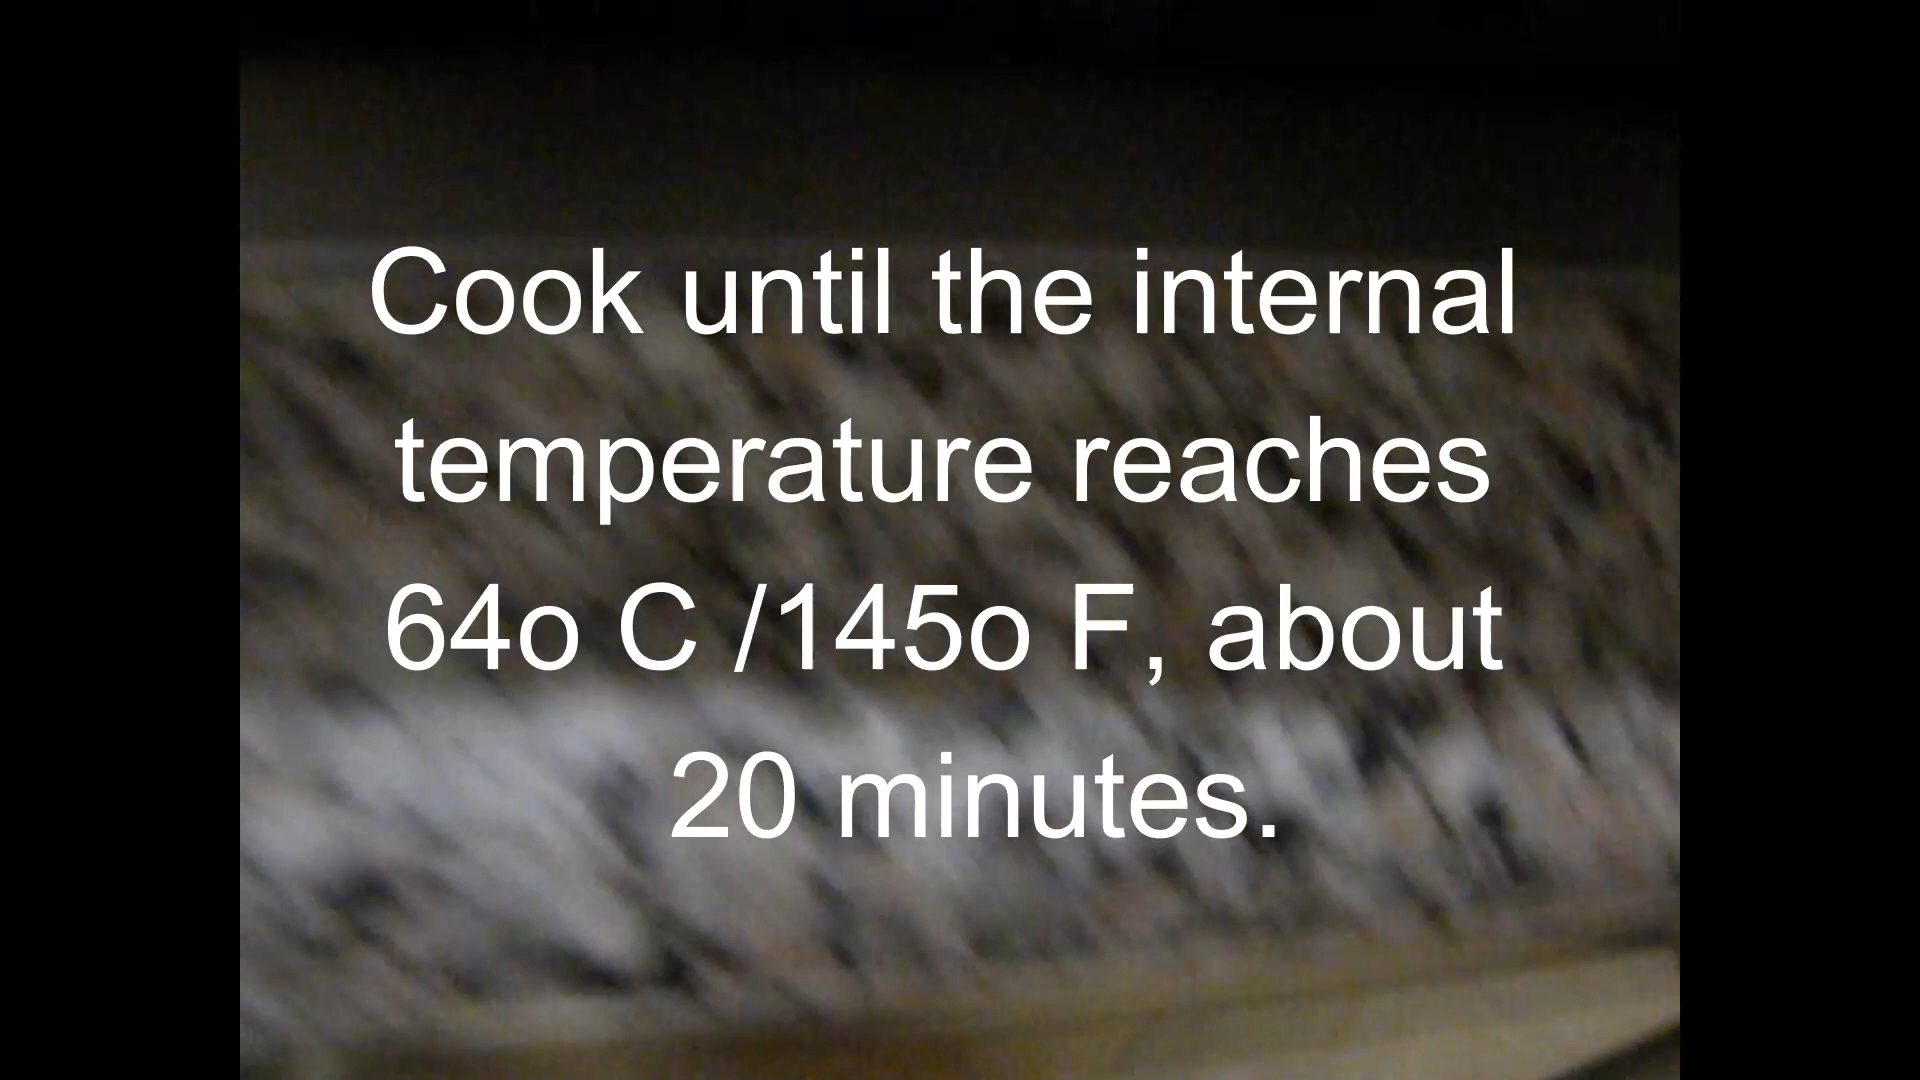 Cook until the internal
temperature reaches
64o C /145o F, about
20 minutes.